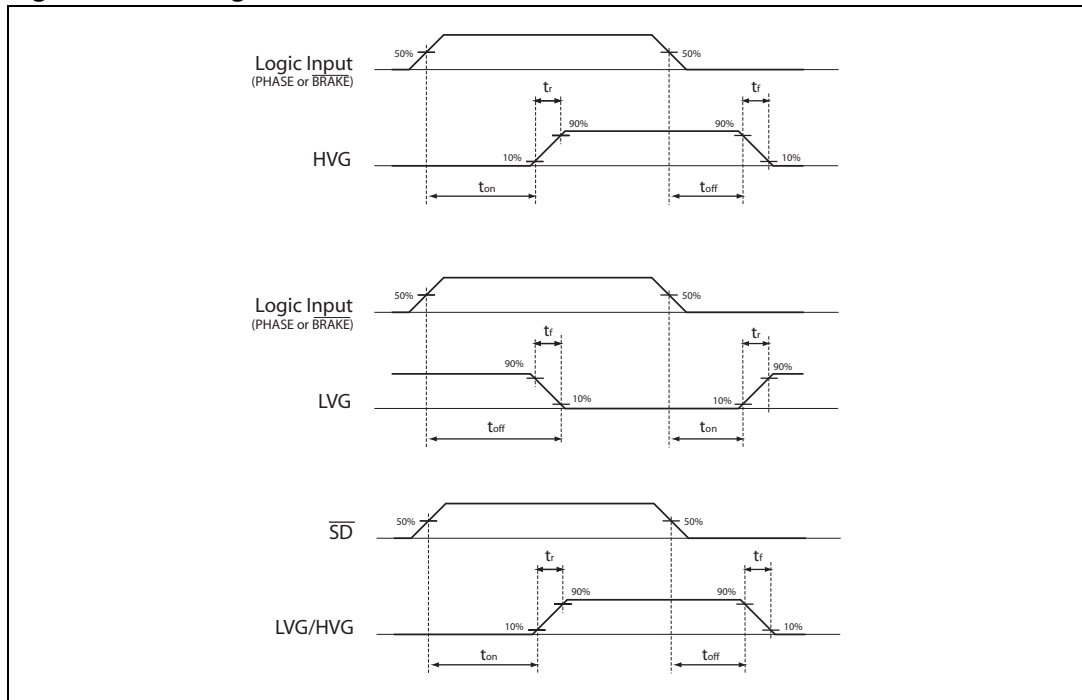 50%
50%
Logic Input
(PHASE or BRAKE)
tr
tf
90%
90%
10%
10%
HVG
ton
toff
50%
50%
Logic Input
(PHASE or BRAKE)
tf
tr
90%
90%
10%
10%
LVG
toff
ton
50%
50%
SD
tr
tf
90%
90%
10%
10%
LVG/HVG
ton
toff